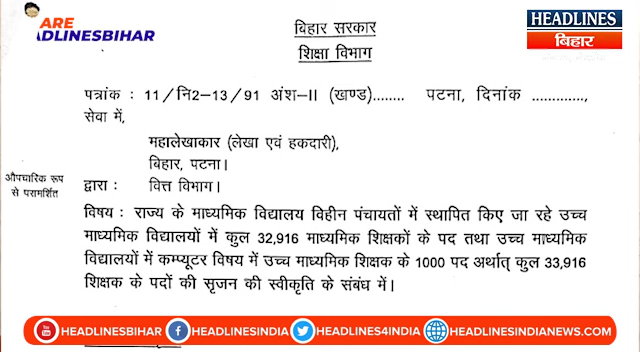 ARE
ADLINESBIHAR
HEADLINES
बिहार
बिहार सरकार
शिक्षा विभाग
पत्रांक : 11/नि2-13/91 अंश-II (खण्ड)........ पटना, दिनांक .............,
सेवा में,
महालेखाकार (लेखा एवं हकदारी),
बिहार, पटना।
औपचारिक रूप
से परामर्शित
द्वारा : वित्त विभाग।
विषय : राज्य के माध्यमिक विद्यालय विहीन पंचायतों में स्थापित किए जा रहे उच्च
माध्यमिक विद्यालयों में कुल 32,916 माध्यमिक शिक्षकों के पद तथा उच्च माध्यमिक
विद्यालयों में कम्प्यूटर विषय में उच्च माध्यमिक शिक्षक के 1000 पद अर्थात् कुल 33,916
शिक्षक के पदों की सृजन की स्वीकृति के संबंध में।
HEADLINESBIHAR HEADLINESINDIA HEADLINES4INDIA HEADLINESINDIANEWS.COM